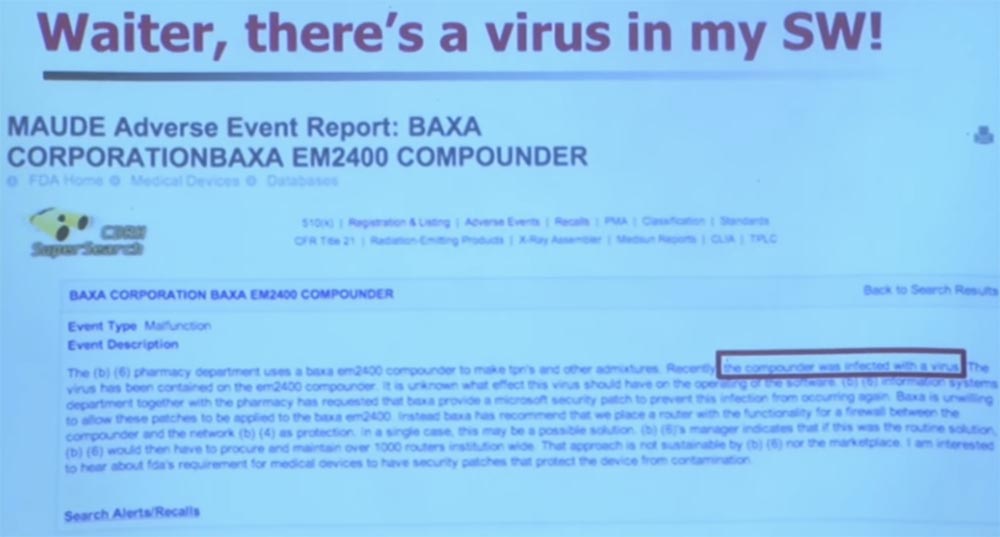 Waiter, there's a virus in my SW!
MAUDE Adverse Event Report: BAXA
CORPORATIONBAXA EM2400 COMPOUNDER
FDA Home Medical Devices Databases
510(k) | Registration & Listing | Adverse Events | Recalls | PMA | Classification | Standards
CDRH
SuperSearch
CFR Title 21 | Radiation-Emitting Products | X-Ray Assembler | Medsun Reports | CLIA | TPLC
BAXA CORPORATION BAXA EM2400 COMPOUNDER
Back to Search Results
Event Type Malfunction
Event Description
The (b) (6) pharmacy department uses a baxa em2400 compounder to make tpn's and other admixtures. Recently, the compounder was infected with a virus. The
virus has been contained on the em2400 compounder. It is unknown what effect this virus should have on the operating of the software. (b) (6) information systems
department together with the pharmacy has requested that baxa provide a microsoft security patch to prevent this infection from occurring again. Baxa is unwilling
to allow these patches to be applied to the baxa em2400. Instead baxa has recommend that we place a router with the functionality for a firewall between the
compounder and the network (b) (4) as protection. In a single case, this may be a possible solution. (b) (6)'s manager indicates that if this was the routine solution,
(b) (6) would then have to procure and maintain over 1000 routers institution wide. That approach is not sustainable by (b) (6) nor the marketplace. I am interested
to hear about fda's requirement for medical devices to have security patches that protect the device from contamination.
Search Alerts/Recalls